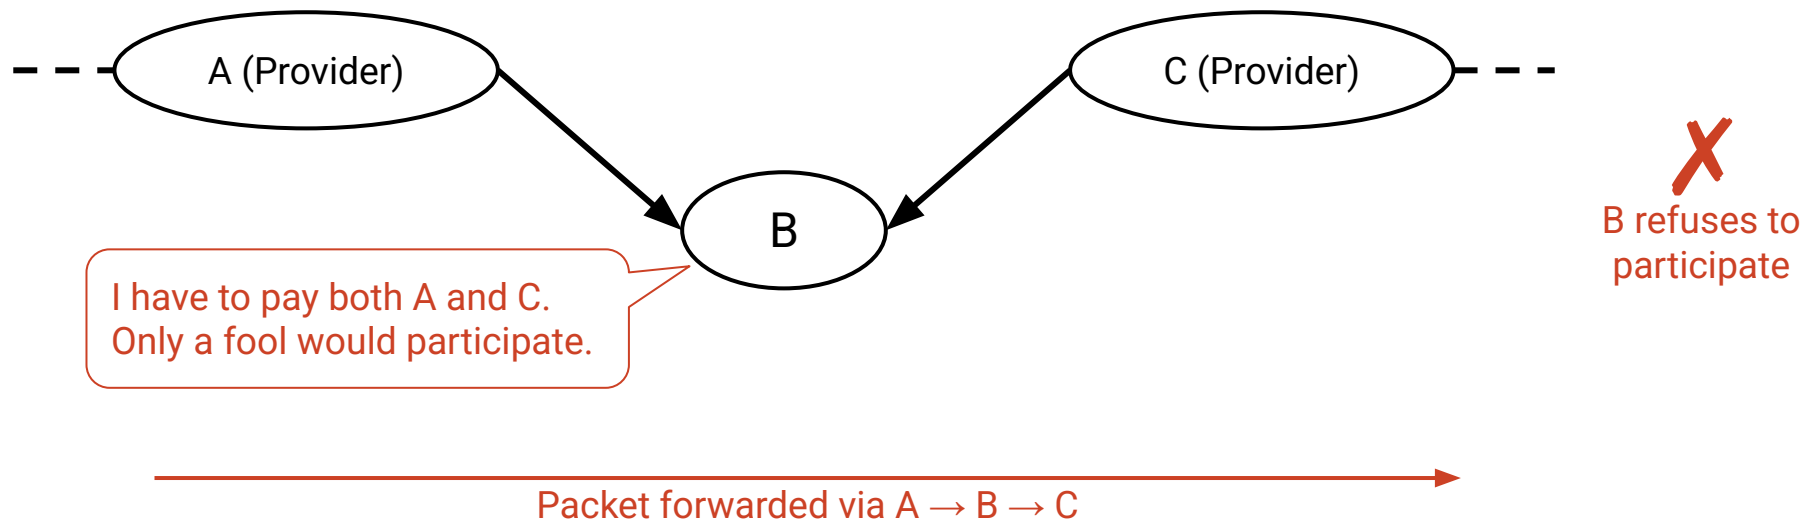 A (Provider)
C (Provider)
B
B refuses to
participate
I have to pay both A and C.
Only a fool would participate.
Packet forwarded via A → B → C